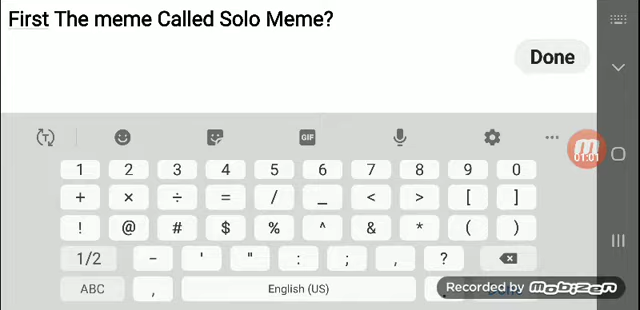 First The meme Called Solo Meme?
Done
GIF
1 2 3 4 5 6 7 8 9 0
+ × ÷ = / _ < > [ ]
! @ # $ % ^ & * ( )
1/2 - ' " : ; , ?
ABC , English (US) .
01:01
Recorded by Mobizen